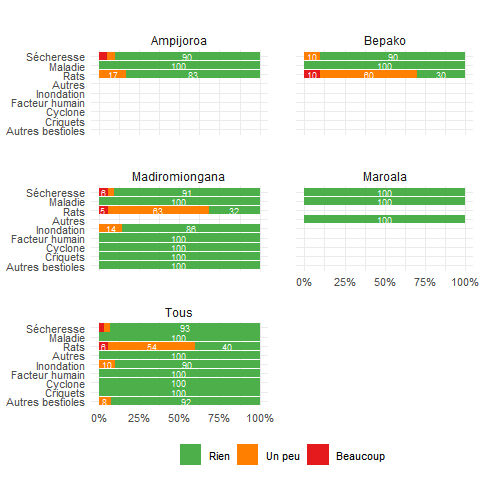 Ampijoroa Bepako
Sécheresse 90 10 90
Maladie 100 100
Rats 17 83 10 60 30
Autres
Inondation
Facteur humain
Cyclone
Criquets
Autres bestioles
Madiromiongana Maroala
Sécheresse 6 91 100
Maladie 100 100
Rats 5 63 32
Autres 100 100
Inondation 14 86
Facteur humain 100
Cyclone 100
Criquets 100
Autres bestioles 100
0% 25% 50% 75% 100%
Tous
Sécheresse 93
Maladie 100
Rats 6 54 40
Autres 100
Inondation 10 90
Facteur humain 100
Cyclone 100
Criquets 100
Autres bestioles 8 92
0% 25% 50% 75% 100%
Rien Un peu Beaucoup